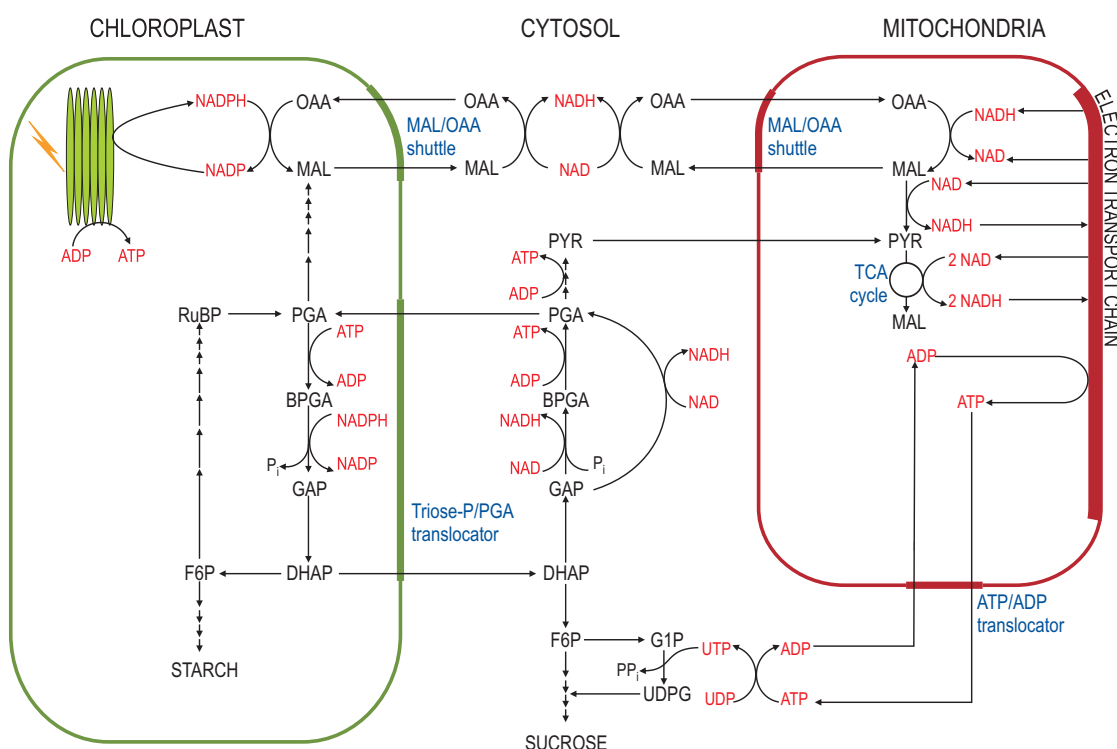 CHLOROPLAST
CYTOSOL
MITOCHONDRIA
NADPH
OAA
OAA
NADH
OAA
OAA
NADH
MAL/OAA
shuttle
MAL/OAA
shuttle
NADP
MAL
MAL
NAD
MAL
MAL
NAD
NAD
NADH
ELECTRON TRANSPORT CHAIN
ADP
ATP
PYR
PYR
ATP
ADP
TCA
cycle
2 NAD
2 NADH
MAL
RuBP
PGA
PGA
ATP
ADP
ATP
ADP
NADH
NAD
ADP
ATP
BPGA
BPGA
NADPH
NADP
Pi
NADH
NAD
Pi
GAP
GAP
Triose-P/PGA
translocator
F6P
DHAP
DHAP
ATP/ADP
translocator
F6P
G1P
UTP
ADP
PPi
UDPG
UDP
ATP
STARCH
SUCROSE